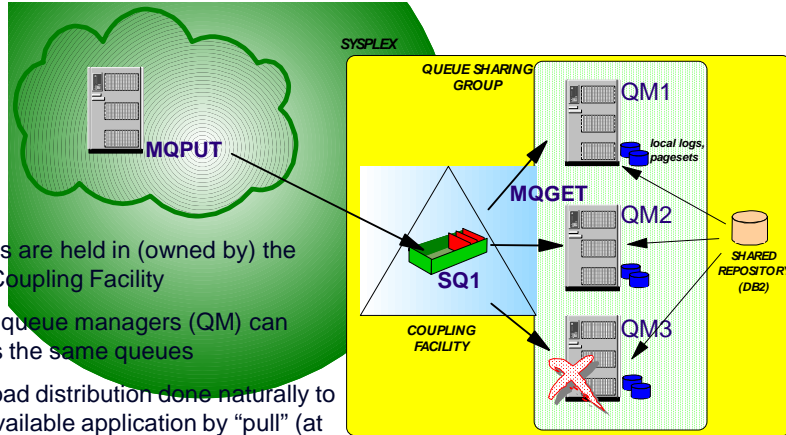 SYSPLEX
QUEUE SHARING
GROUP
QM1
MQPUT
local logs,
pagesets
MQGET
QM2
SQ1
SHARED
REPOSITORY
(DB2)
COUPLING
FACILITY
QM3
s are held in (owned by) the
Coupling Facility
queue managers (QM) can
s the same queues
oad distribution done naturally to
vailable application by “pull” (at